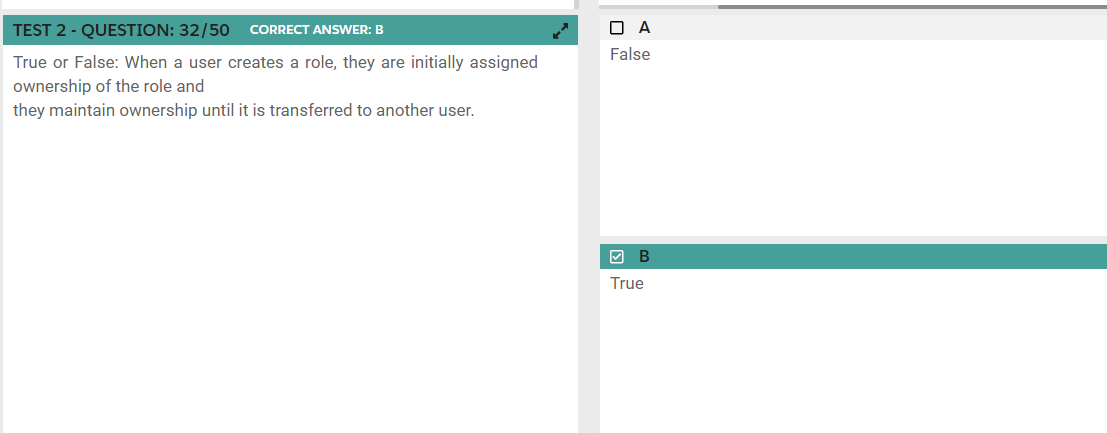 TEST 2 - QUESTION: 32/50 CORRECT ANSWER: B
True or False: When a user creates a role, they are initially assigned
ownership of the role and
they maintain ownership until it is transferred to another user.
A
False
B
True